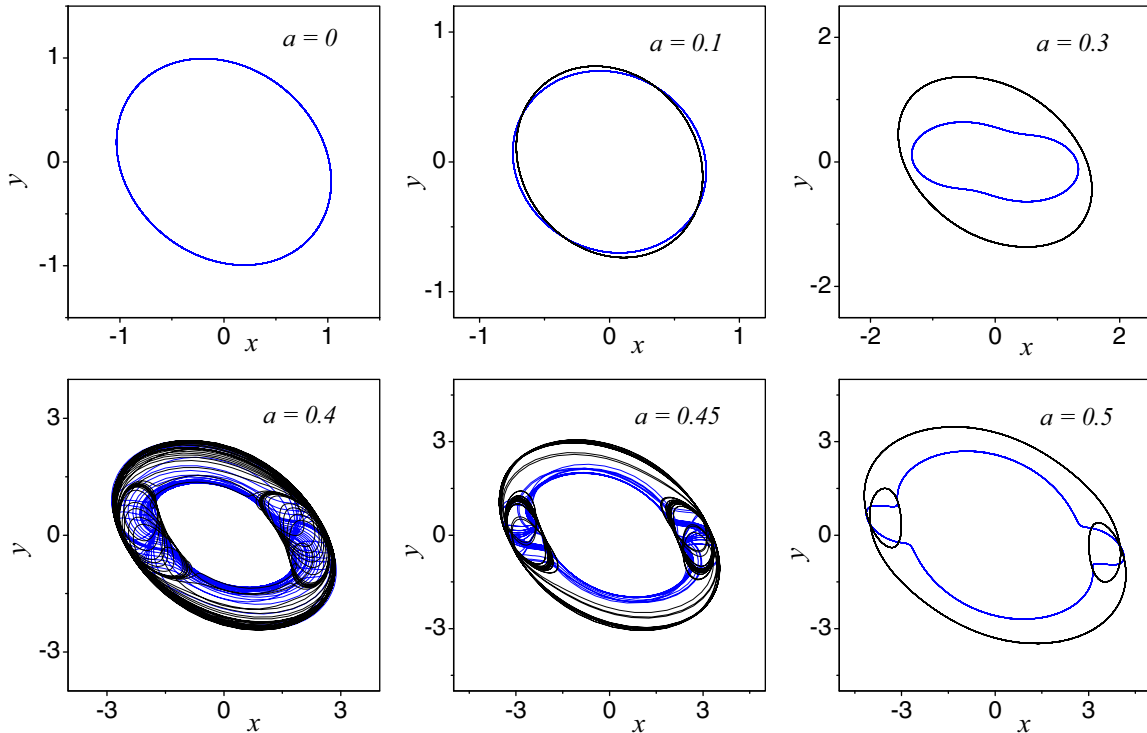 a = 0
1
0
-1
y
-1 0 1
x
a = 0.1
1
0
-1
y
-1 0 1
x
a = 0.3
2
0
-2
y
-2 0 2
x
a = 0.4
3
0
-3
y
-3 0 3
x
a = 0.45
3
0
-3
y
-3 0 3
x
a = 0.5
3
0
-3
y
-3 0 3
x